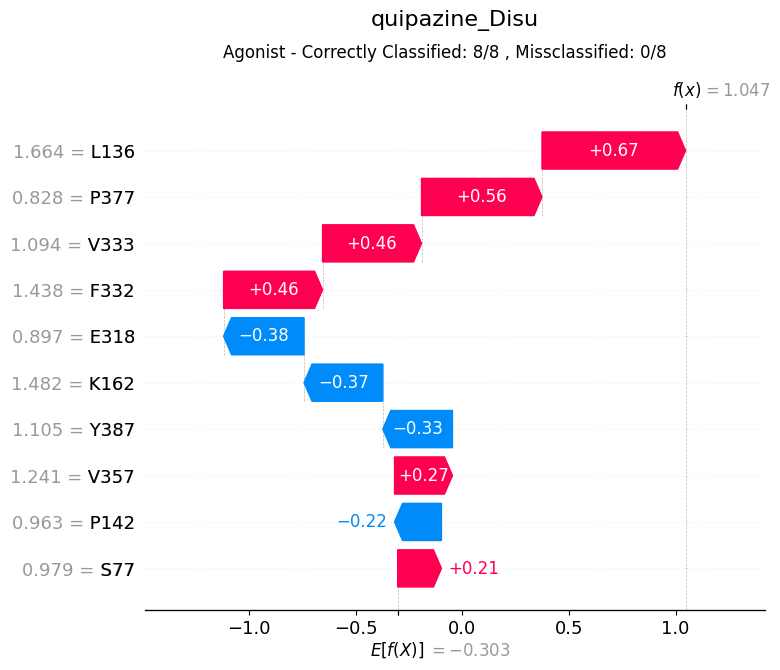 quipazine_Disu
Agonist - Correctly Classified: 8/8 , Missclassified: 0/8
f(x) = 1.047
1.664 = L136 +0.67
0.828 = P377 +0.56
1.094 = V333 +0.46
1.438 = F332 +0.46
0.897 = E318 −0.38
1.482 = K162 −0.37
1.105 = Y387 −0.33
1.241 = V357 +0.27
0.963 = P142 −0.22
0.979 = S77 +0.21
−1.0 −0.5 0.0 0.5 1.0
E[f(X)] = −0.303